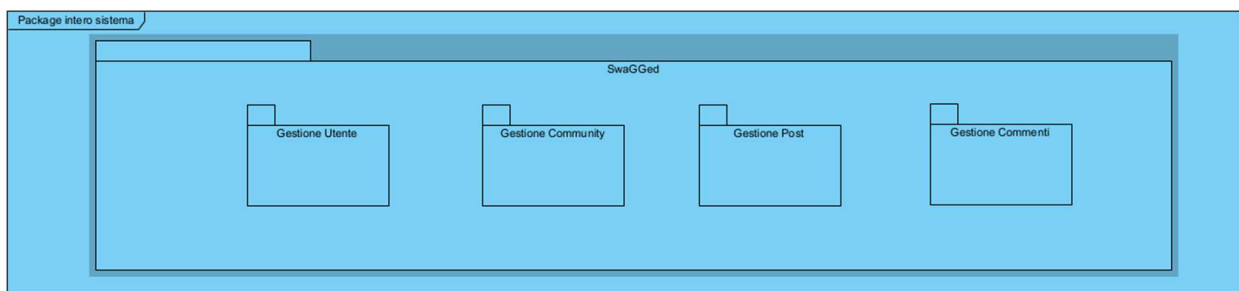 Package intero sistema
SwaGGed
Gestione Utente
Gestione Community
Gestione Post
Gestione Commenti